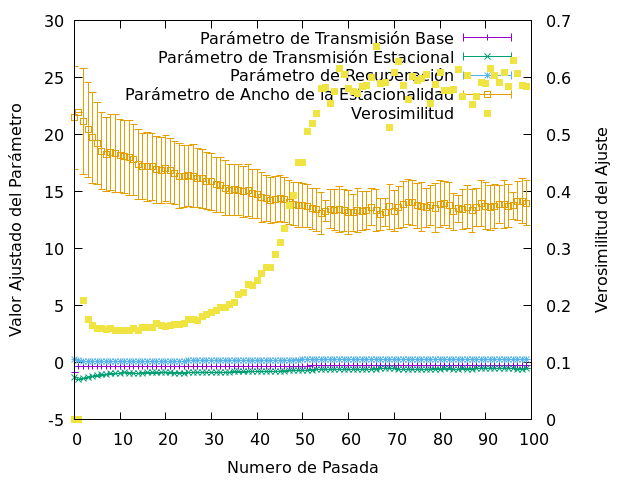 Parámetro de Transmisión Base
Parámetro de Transmisión Estacional
Parámetro de Recuperación
Parámetro de Ancho de la Estacionalidad
Verosimilitud
30
25
20
15
10
5
0
-5
0.7
0.6
0.5
0.4
0.3
0.2
0.1
0
0 10 20 30 40 50 60 70 80 90 100
Valor Ajustado del Parámetro
Verosimilitud del Ajuste
Numero de Pasada